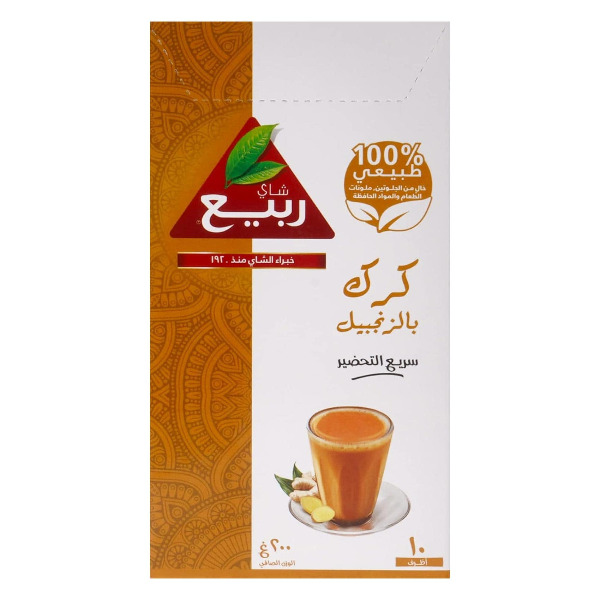 شاي
ربيع
خبراء الشاي منذ ١٩٢٠
100%
طبيعي
خال من الجلوتين، ملونات
الطعام والمواد الحافظة
كرك
بالزنجبيل
سريع التحضير
٢٠٠ غ
الوزن الصافي
١٠
أظرف